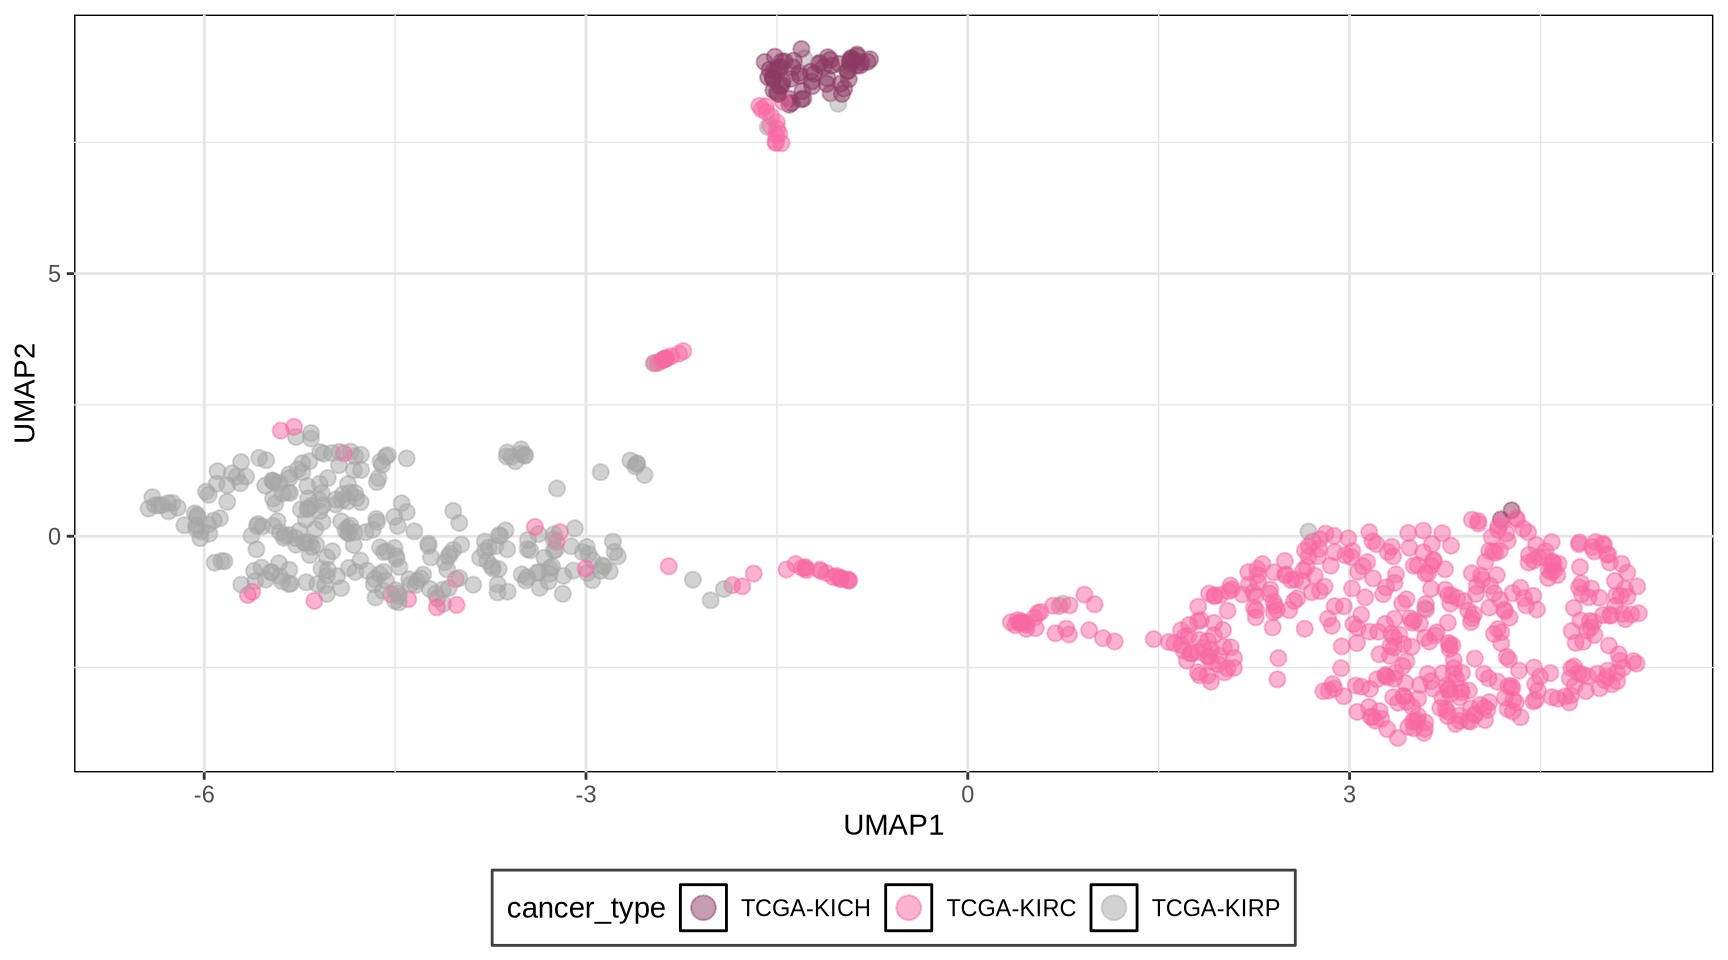 UMAP2
5
0
-6 -3 0 3
UMAP1
cancer_type TCGA-KICH TCGA-KIRC TCGA-KIRP